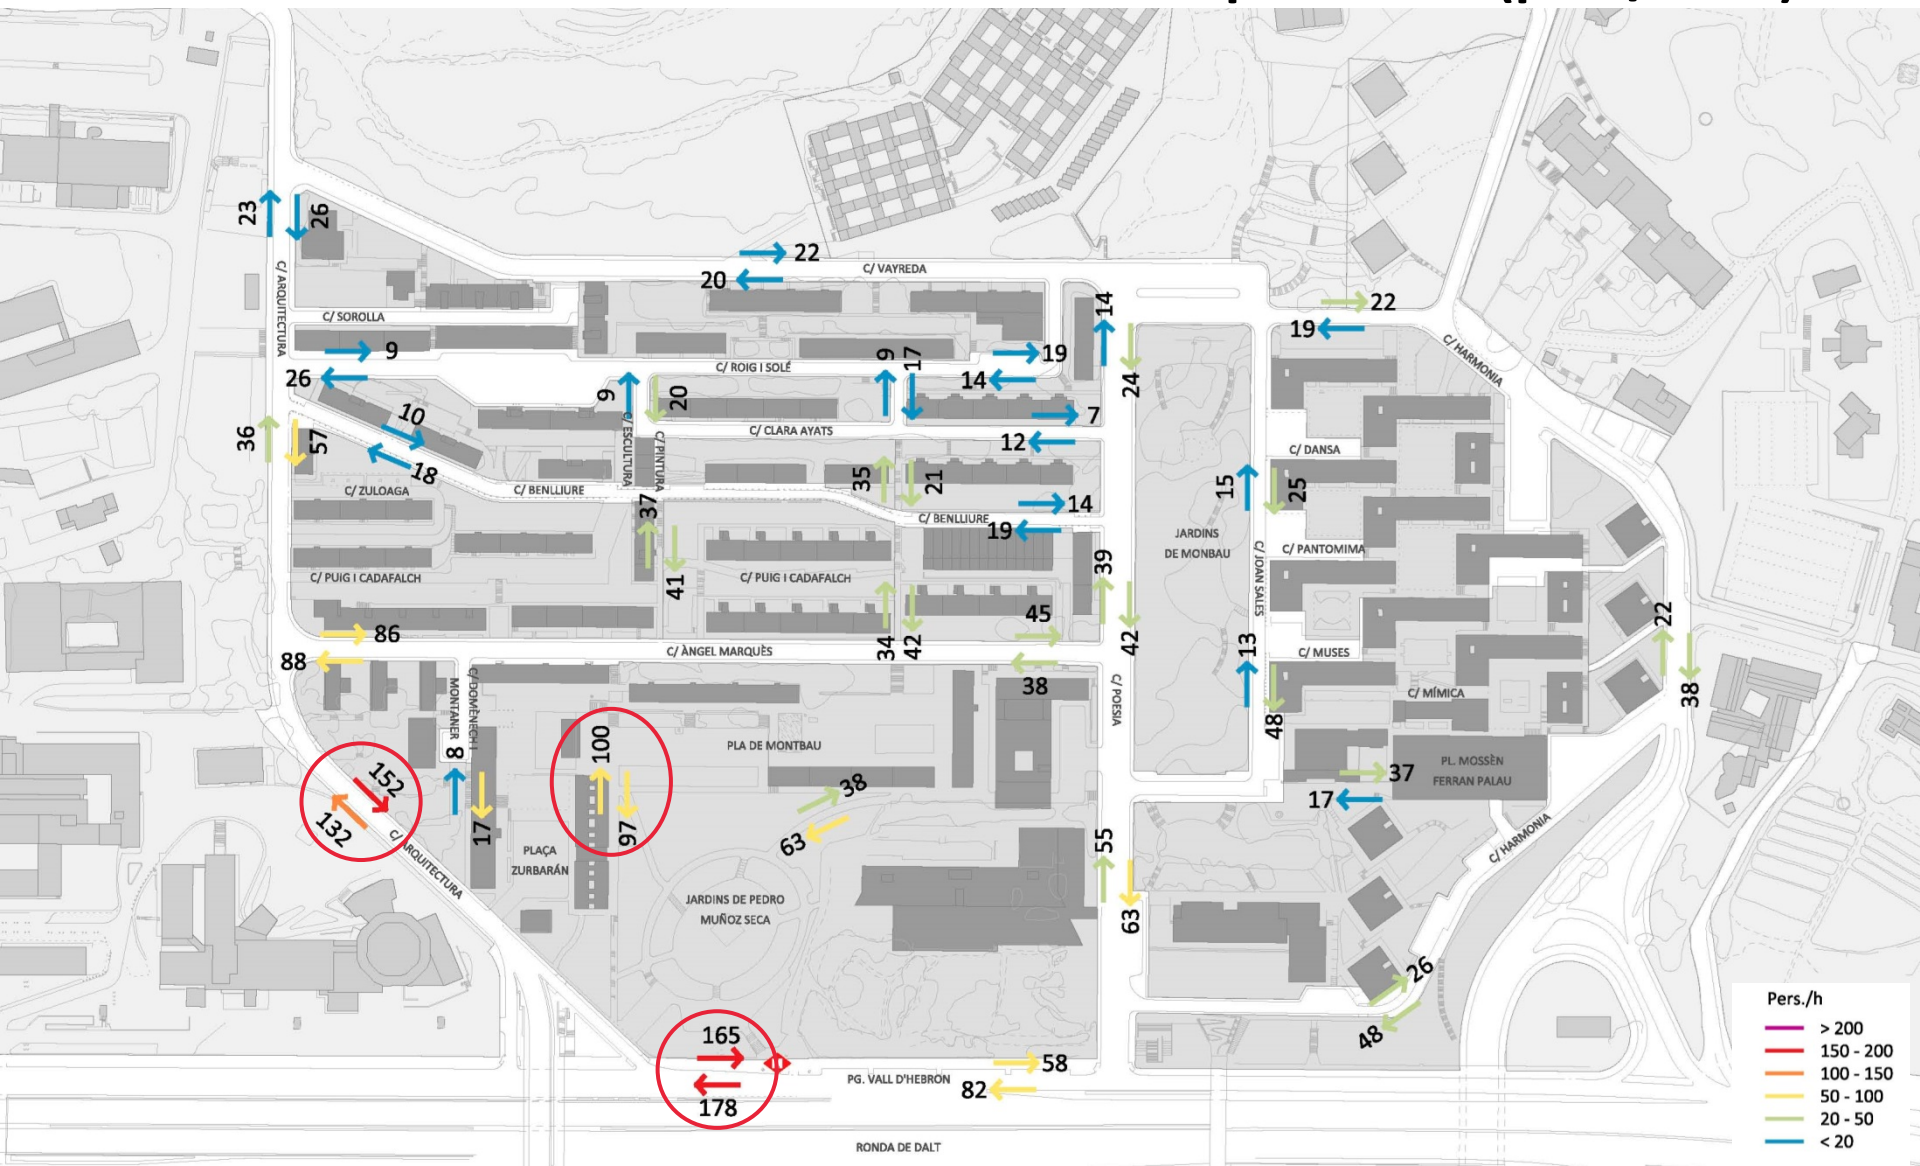 23
26
22
C/ VAYREDA
20
14
22
19
C/ ARQUITECTURA
C/ SOROLLA
C/ HARMONIA
9
26
C/ ROIG I SOLÉ
19
14
9
17
24
9
20
10
18
36
57
C/ ESCULTURA
C/ PINTURA
C/ CLARA AYATS
7
12
C/ DANSA
C/ ZULOAGA
C/ BENLLIURE
35
21
14
C/ BENLLIURE
19
15
25
JARDINS
DE MONBAU
C/ JOAN SALES
C/ PANTOMIMA
37
41
C/ PUIG I CADAFALCH
C/ PUIG I CADAFALCH
39
42
45
34
42
86
88
C/ ÀNGEL MARQUÈS
38
13
48
C/ MUSES
22
38
C/ MÍMICA
C/ POESIA
C/ DOMÈNECH I
MONTANER
8
17
100
97
PLA DE MONTBAU
38
63
152
132
C/ ARQUITECTURA
PLAÇA
ZURBARÁN
JARDINS DE PEDRO
MUÑOZ SECA
55
63
37
17
PL. MOSSÈN
FERRAN PALAU
C/ HARMONIA
26
48
165
178
58
82
PG. VALL D'HEBRON
RONDA DE DALT
Pers./h
> 200
150 - 200
100 - 150
50 - 100
20 - 50
< 20